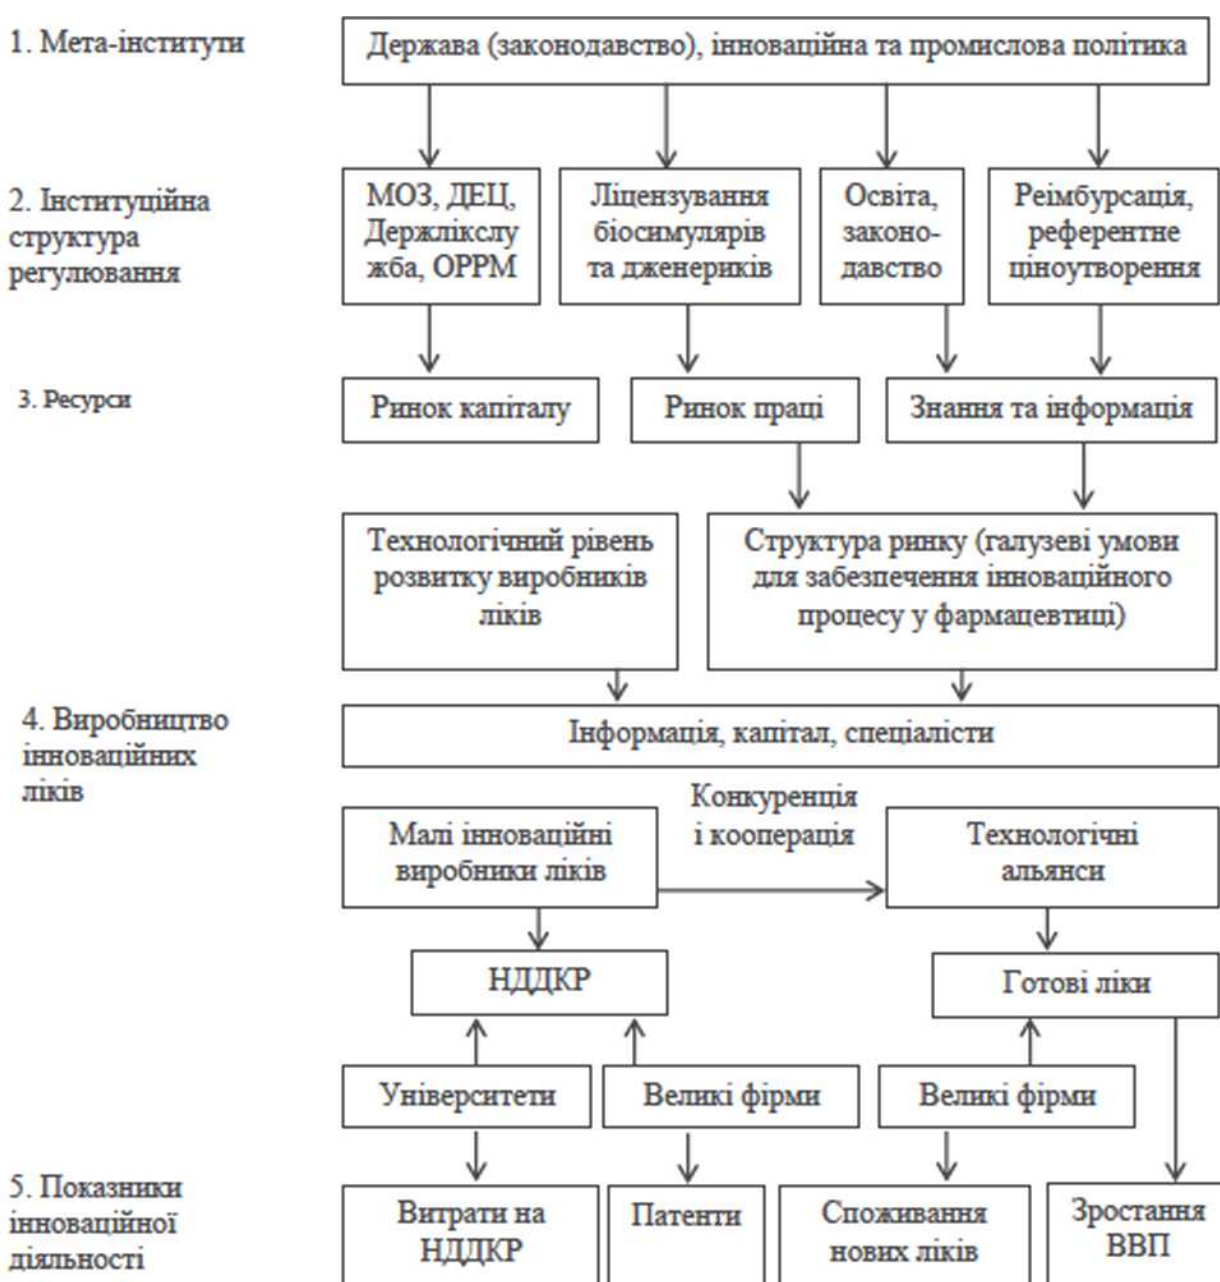 1. Мета-інститути
Держава (законодавство), інноваційна та промислова політика
2. Інституційна
структура
регулювання
МОЗ, ДЕЦ,
Держлікслу
жба, ОРРМ
Ліцензування
біосимулярів
та дженериків
Освіта,
законо-
давство
Реімбурсація,
референтне
ціноутворення
3. Ресурси
Ринок капіталу
Ринок праці
Знання та інформація
Технологічний рівень
розвитку виробників
ліків
Структура ринку (галузеві умови
для забезпечення інноваційного
процесу у фармацевтиці)
4. Виробництво
інноваційних
ліків
Інформація, капітал, спеціалісти
Малі інноваційні
виробники ліків
Конкуренція
і кооперація
Технологічні
альянси
НДДКР
Готові ліки
Університети
Великі фірми
Великі фірми
5. Показники
інноваційної
діяльності
Витрати на
НДДКР
Патенти
Споживання
нових ліків
Зростання
ВВП